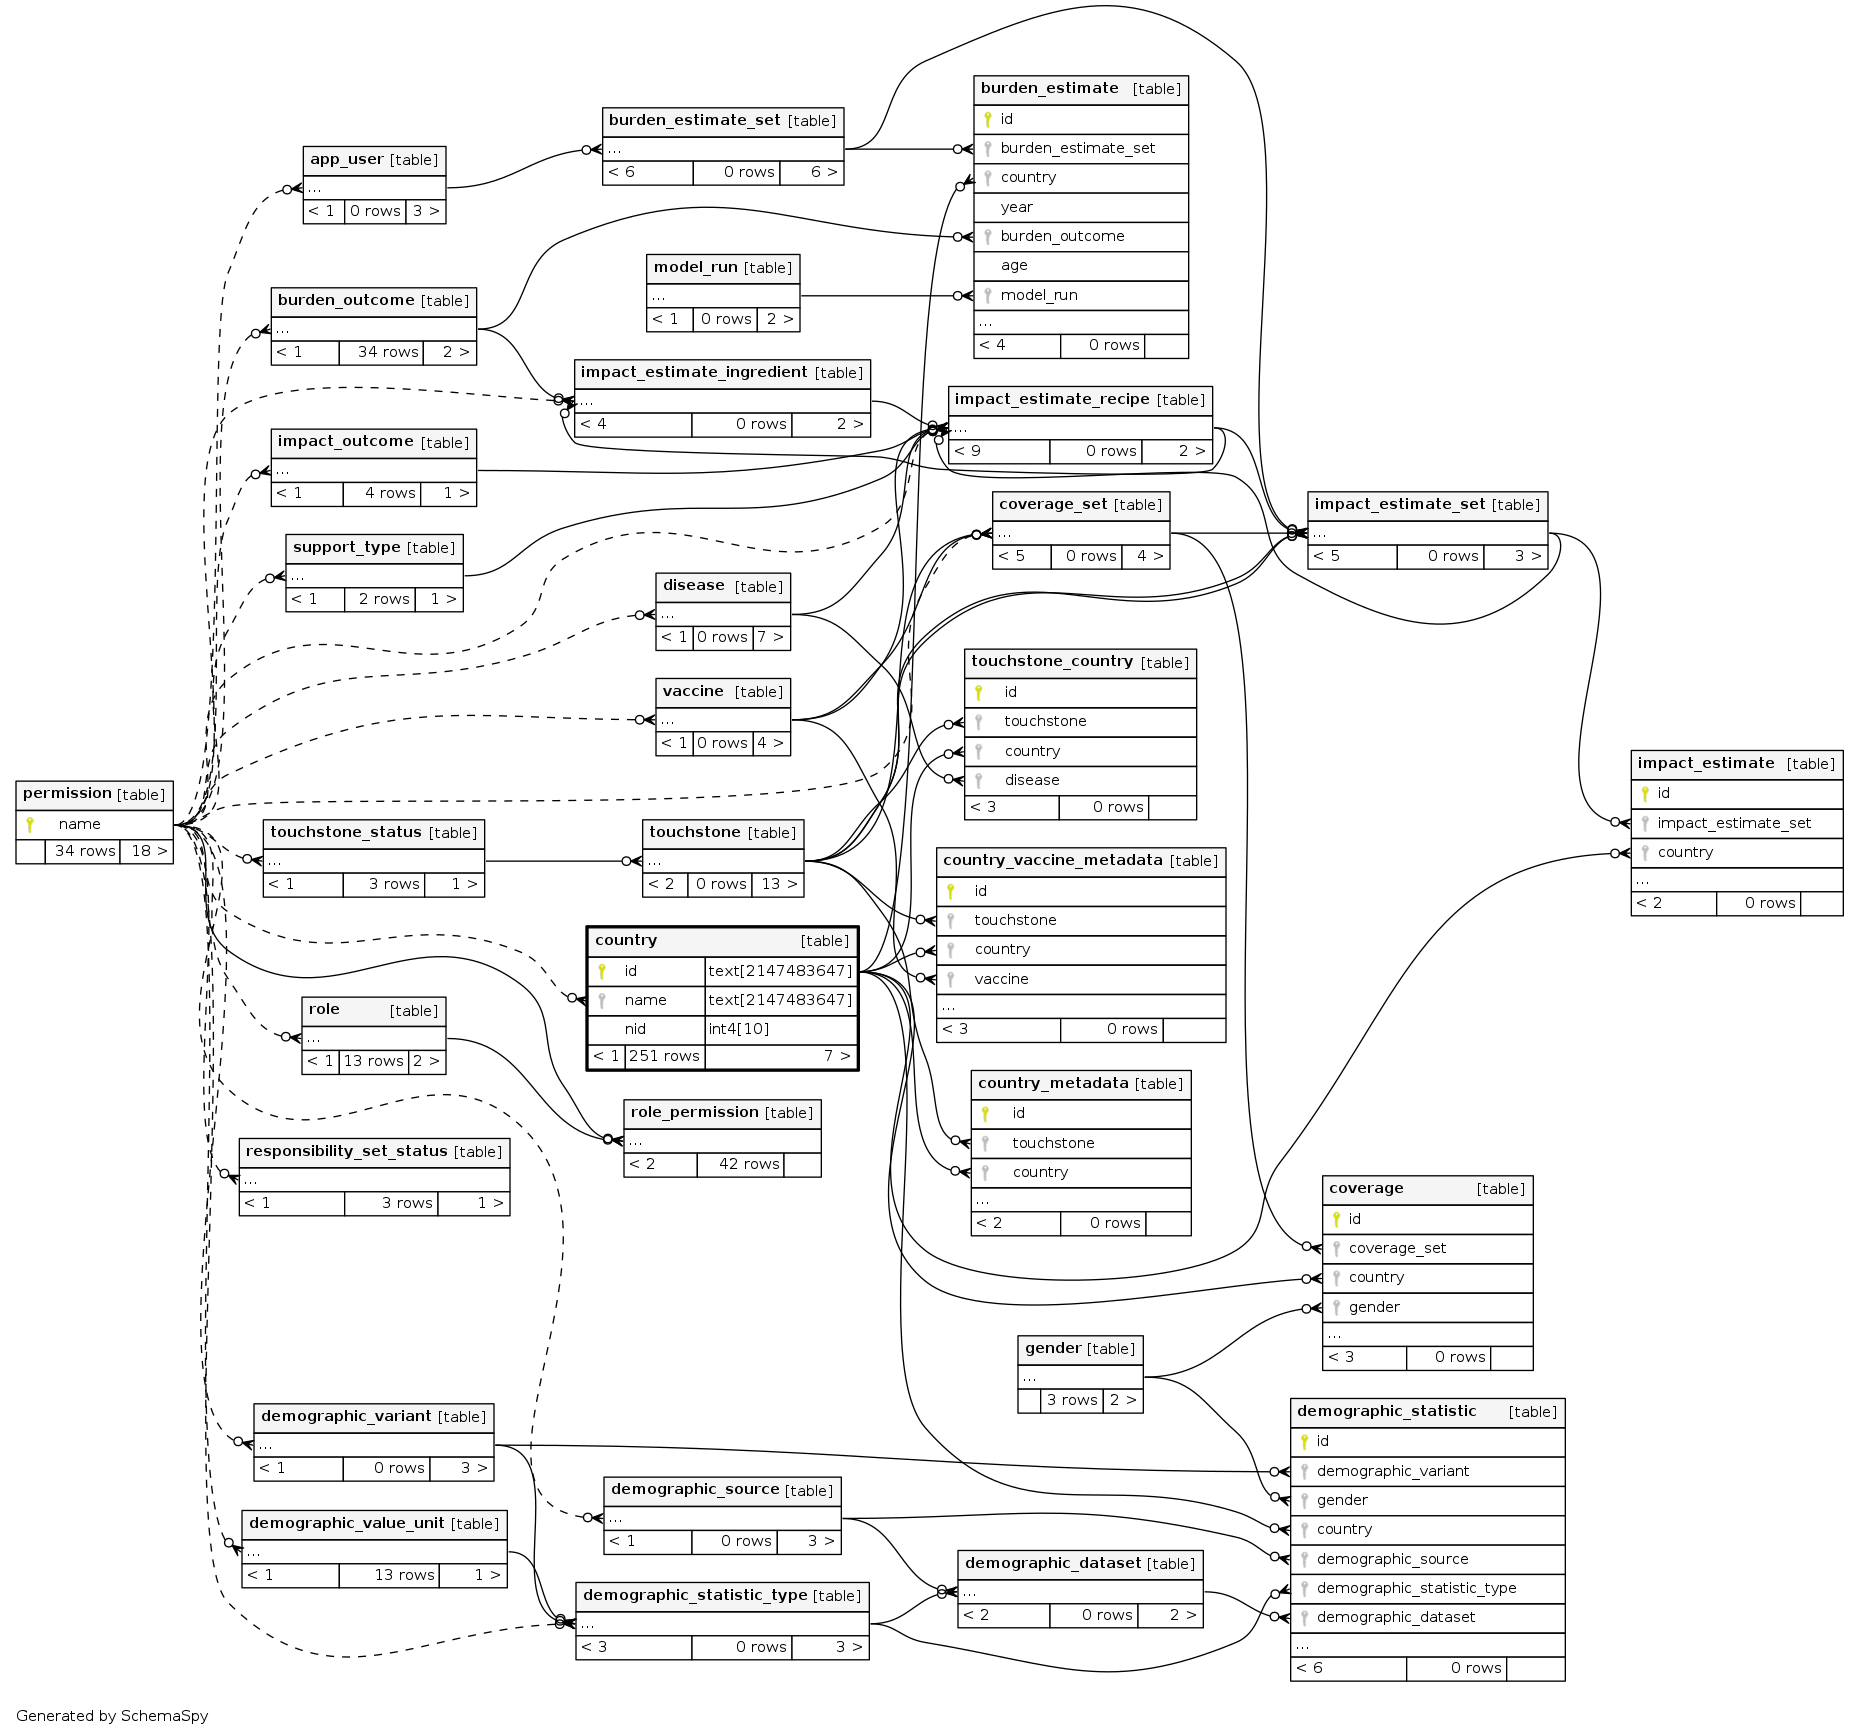 burden_estimate [table]
id
burden_estimate_set
country
year
burden_outcome
age
model_run
...
< 4 0 rows
burden_estimate_set [table]
...
< 6 0 rows 6 >
app_user [table]
...
< 1 0 rows 3 >
model_run [table]
...
< 1 0 rows 2 >
burden_outcome [table]
...
< 1 34 rows 2 >
impact_estimate_ingredient [table]
...
< 4 0 rows 2 >
impact_estimate_recipe [table]
...
< 9 0 rows 2 >
impact_outcome [table]
...
< 1 4 rows 1 >
coverage_set [table]
...
< 5 0 rows 4 >
impact_estimate_set [table]
...
< 5 0 rows 3 >
support_type [table]
...
< 1 2 rows 1 >
disease [table]
...
< 1 0 rows 7 >
touchstone_country [table]
id
touchstone
country
disease
< 3 0 rows
vaccine [table]
...
< 1 0 rows 4 >
impact_estimate [table]
id
impact_estimate_set
country
...
< 2 0 rows
permission [table]
name
34 rows 18 >
touchstone_status [table]
...
< 1 3 rows 1 >
touchstone [table]
...
< 2 0 rows 13 >
country_vaccine_metadata [table]
id
touchstone
country
vaccine
...
< 3 0 rows
country [table]
id text[2147483647]
name text[2147483647]
nid int4[10]
< 1 251 rows 7 >
role [table]
...
< 1 13 rows 2 >
country_metadata [table]
id
touchstone
country
...
< 2 0 rows
role_permission [table]
...
< 2 42 rows
responsibility_set_status [table]
...
< 1 3 rows 1 >
coverage [table]
id
coverage_set
country
gender
...
< 3 0 rows
gender [table]
...
3 rows 2 >
demographic_statistic [table]
id
demographic_variant
gender
country
demographic_source
demographic_statistic_type
demographic_dataset
...
< 6 0 rows
demographic_variant [table]
...
< 1 0 rows 3 >
demographic_source [table]
...
< 1 0 rows 3 >
demographic_value_unit [table]
...
< 1 13 rows 1 >
demographic_dataset [table]
...
< 2 0 rows 2 >
demographic_statistic_type [table]
...
< 3 0 rows 3 >
Generated by SchemaSpy